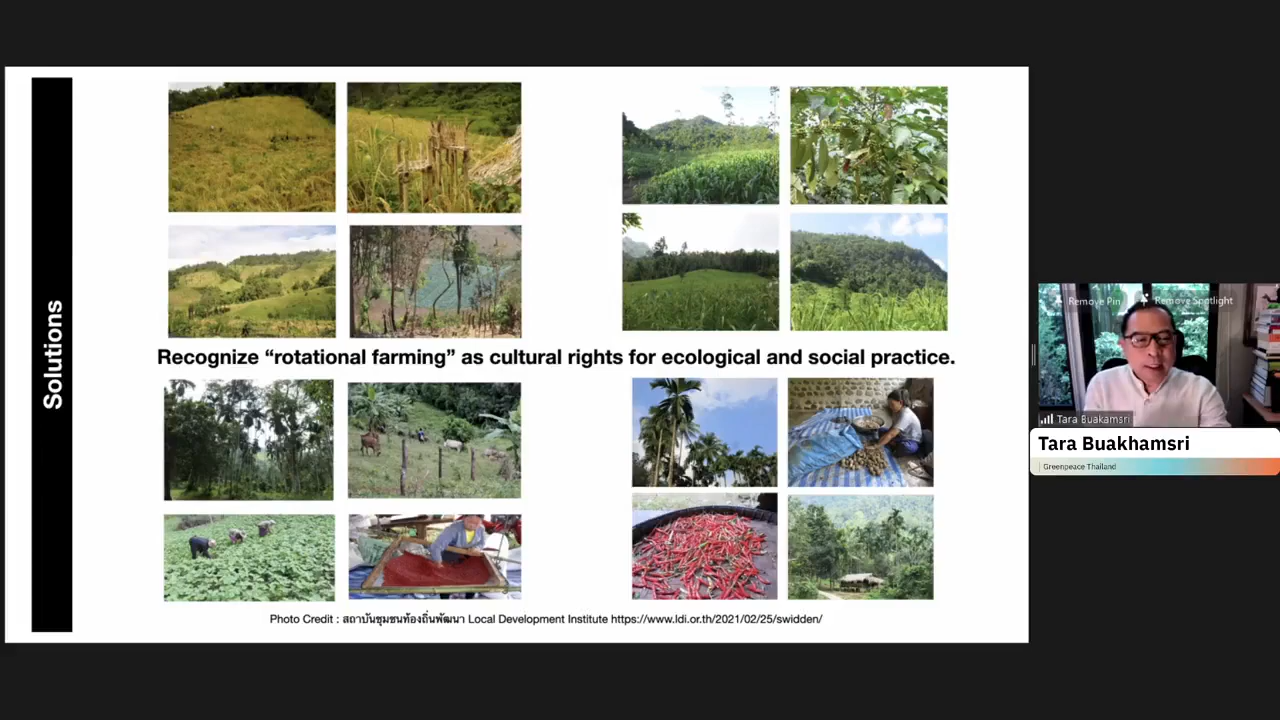 Solutions
Recognize “rotational farming” as cultural rights for ecological and social practice.
Photo Credit : สถาบันชุมชนท้องถิ่นพัฒนา Local Development Institute https://www.ldi.or.th/2021/02/25/swidden/
Remove Pin
Remove Spotlight
Tara Buakamsri
Tara Buakhamsri
Greenpeace Thailand